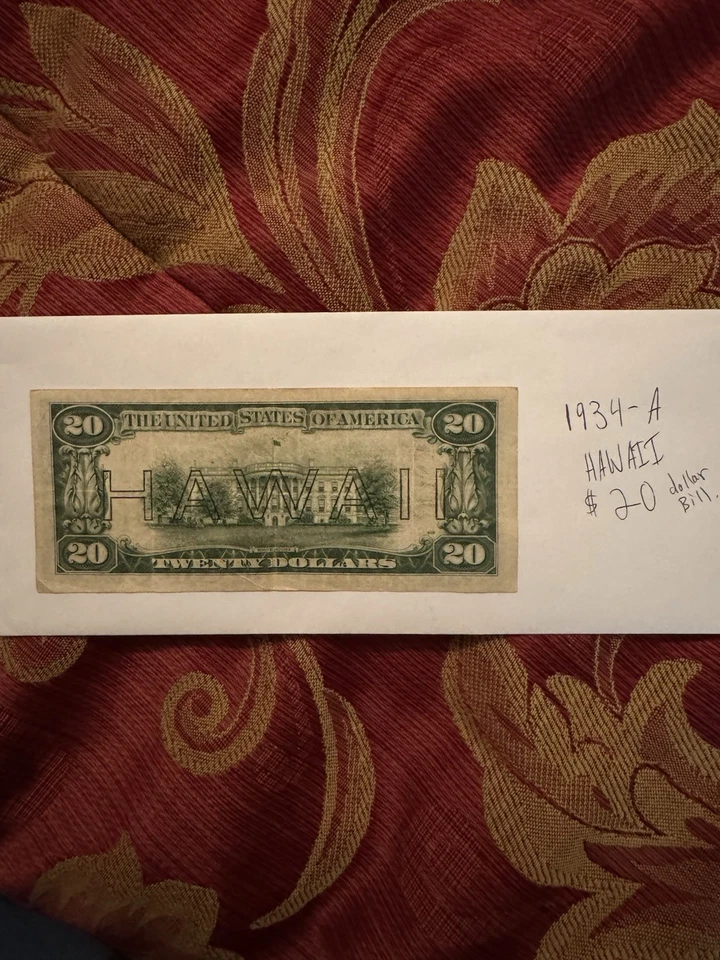 20 THE UNITED STATES OF AMERICA 20
HAWAII
20 TWENTY DOLLARS 20
1934-A
HAWAII
$ 20 dollar
Bill.